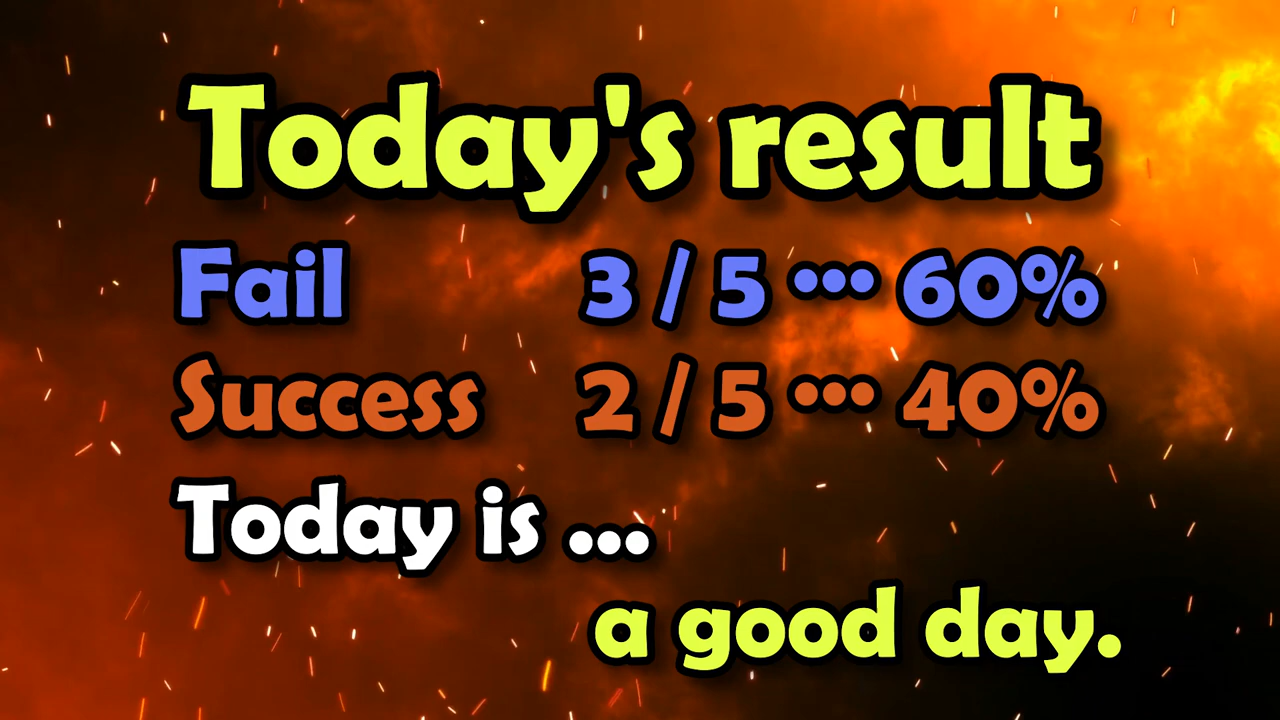 Today's result
Fail 3 / 5 ••• 60%
Success 2 / 5 ••• 40%
Today is ...
a good day.